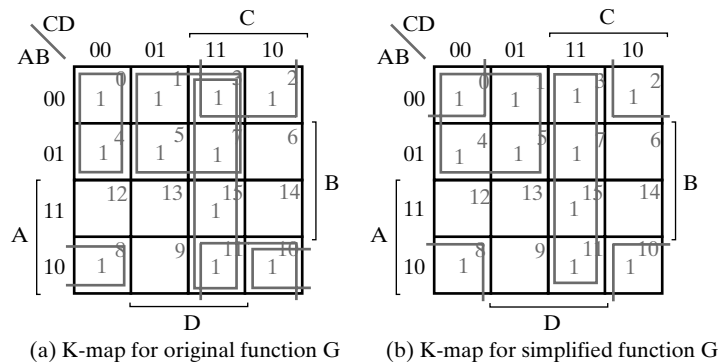 CD C CD C
AB 00 01 11 10 AB 00 01 11 10
00 1 0 1 1 1 3 1 2 00 1 0 1 1 1 3 1 2
01 1 4 1 5 1 7 6 01 1 4 1 5 1 7 6
B B
A 11 12 13 1 15 14 A 11 12 13 1 15 14
10 1 8 9 1 11 1 10 10 1 8 9 1 11 1 10
D D
(a) K-map for original function G (b) K-map for simplified function G